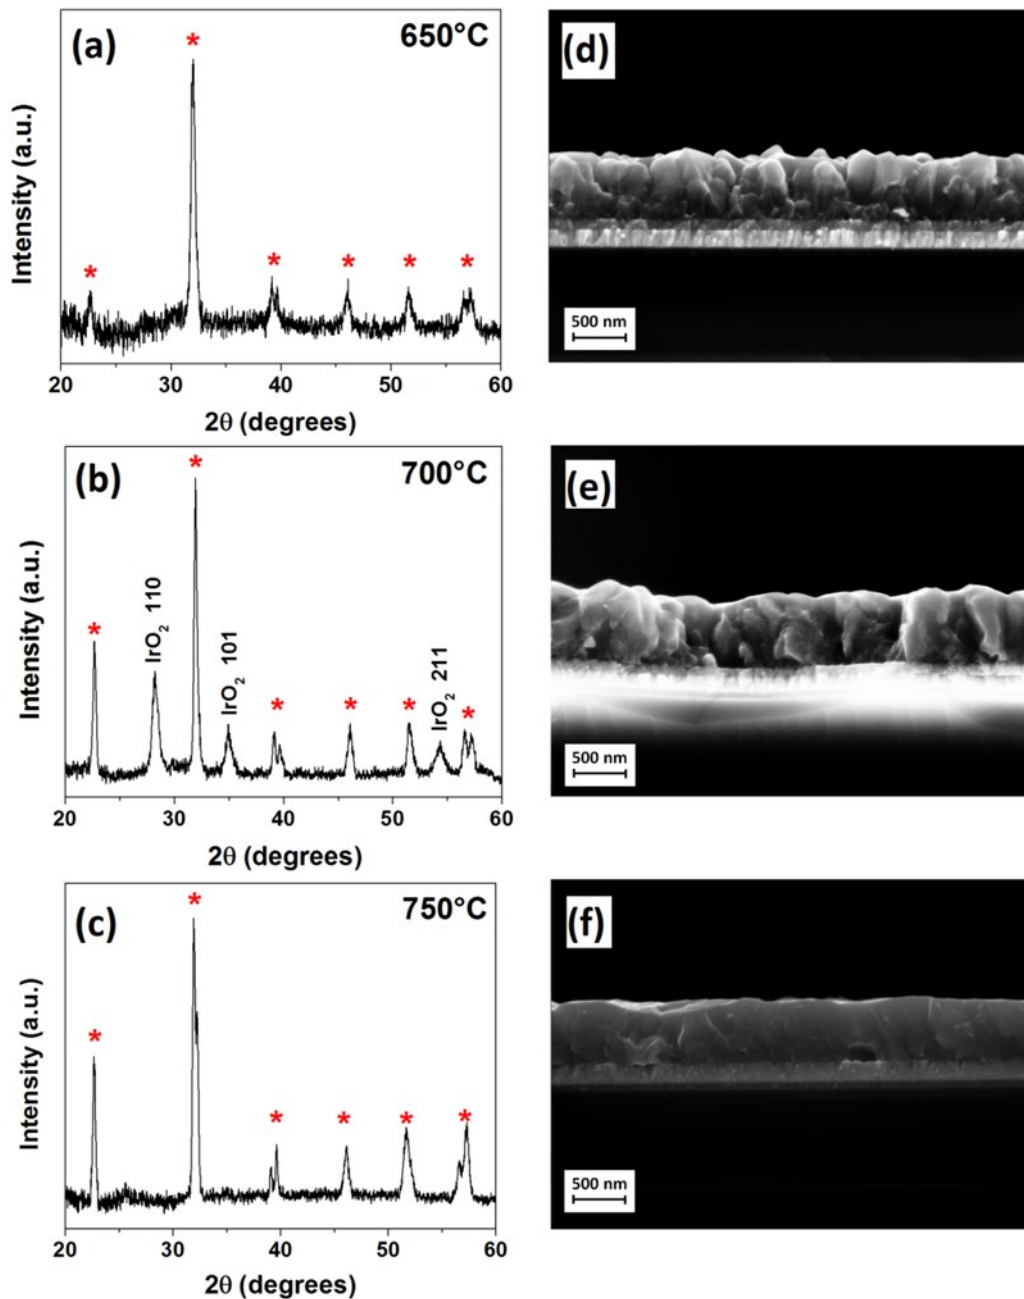 (a)
650°C
*
*
*
*
*
*
Intensity (a.u.)
20 30 40 50 60
2θ (degrees)
(d)
500 nm
(b)
700°C
*
*
IrO₂ 110
IrO₂ 101
*
*
*
IrO₂ 211
*
Intensity (a.u.)
20 30 40 50 60
2θ (degrees)
(e)
500 nm
(c)
750°C
*
*
*
*
*
*
Intensity (a.u.)
20 30 40 50 60
2θ (degrees)
(f)
500 nm